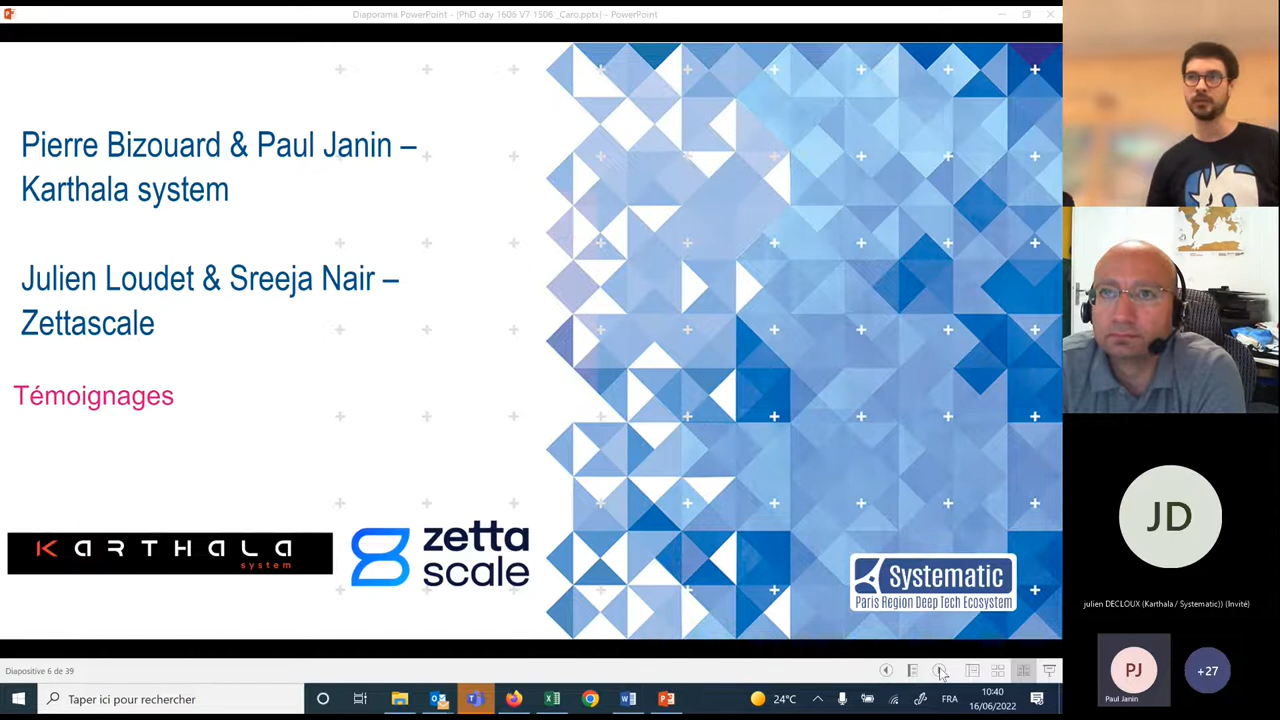 Diaporama PowerPoint - [PhD day 1606 V7 1506 _Caro.pptx] - PowerPoint
Pierre Bizouard & Paul Janin –
Karthala system
Julien Loudet & Sreeja Nair –
Zettascale
Témoignages
KARTHALA
system
zetta
scale
Systematic
Paris Region Deep Tech Ecosystem
JD
julien DECLOUX (Karthala / Systematic)) (Invité)
PJ
Paul Janin
+27
Diapositive 6 de 39
Taper ici pour rechercher
24°C
FRA
10:40
16/06/2022